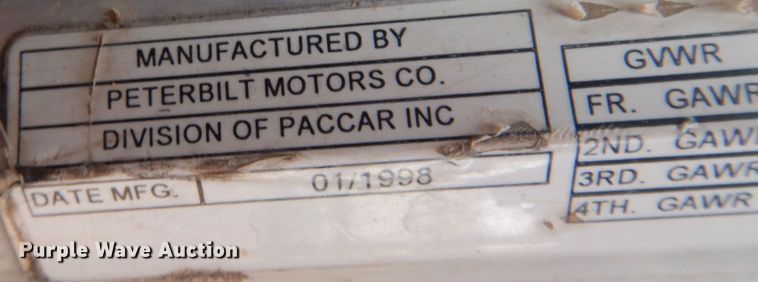 MANUFACTURED BY
PETERBILT MOTORS CO.
DIVISION OF PACCAR INC
DATE MFG. 01/1998
GVWR
FR. GAWR
2ND. GAWR
3RD. GAWR
4TH. GAWR
Purple Wave Auction